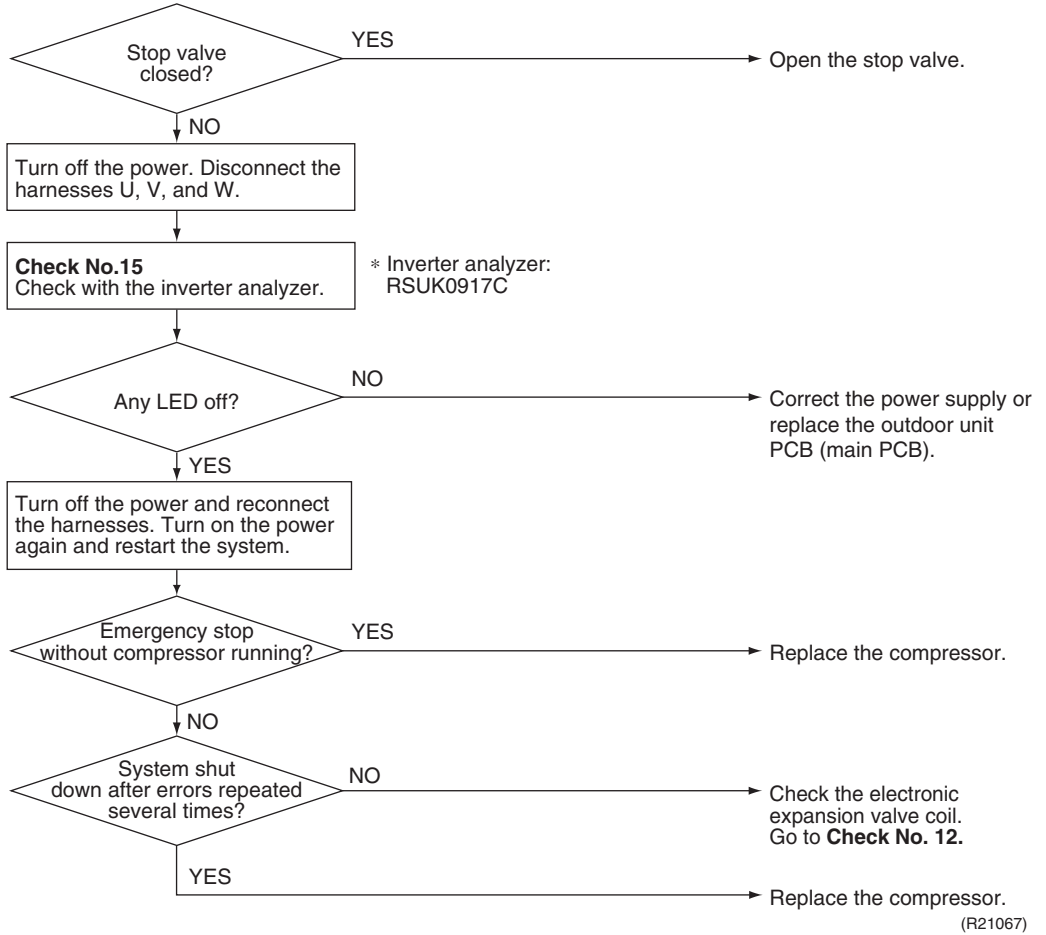 Stop valve
closed?
YES
Open the stop valve.
NO
Turn off the power. Disconnect the
harnesses U, V, and W.
Check No.15
Check with the inverter analyzer.
* Inverter analyzer:
RSUK0917C
Any LED off?
NO
Correct the power supply or
replace the outdoor unit
PCB (main PCB).
YES
Turn off the power and reconnect
the harnesses. Turn on the power
again and restart the system.
Emergency stop
without compressor running?
YES
Replace the compressor.
NO
System shut
down after errors repeated
several times?
NO
Check the electronic
expansion valve coil.
Go to Check No. 12.
YES
Replace the compressor.
(R21067)